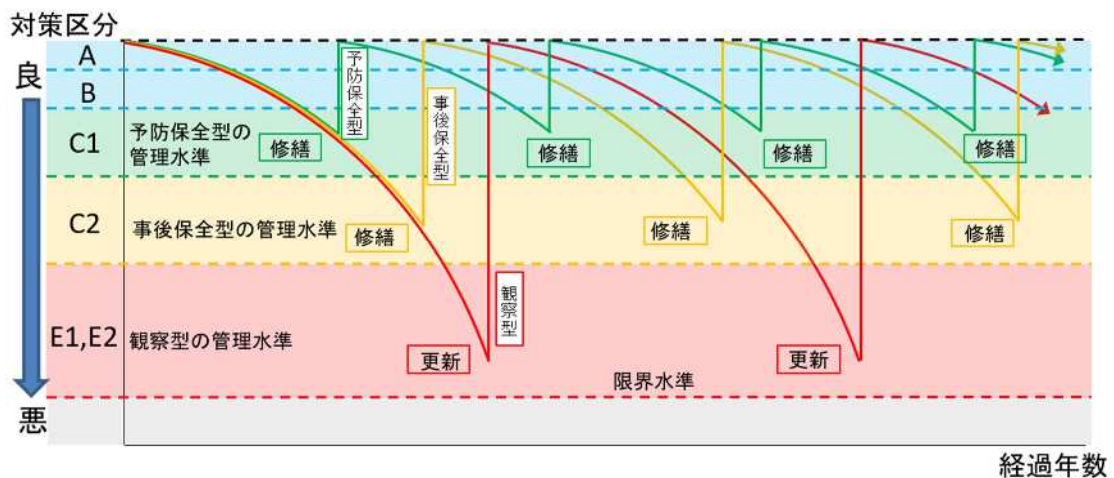 対策区分
良
A
B
C1
C2
E1,E2
悪
予防保全型の
管理水準
事後保全型の管理水準
観察型の管理水準
予防保全型
事後保全型
観察型
修繕
修繕
修繕
修繕
修繕
修繕
修繕
更新
更新
限界水準
経過年数